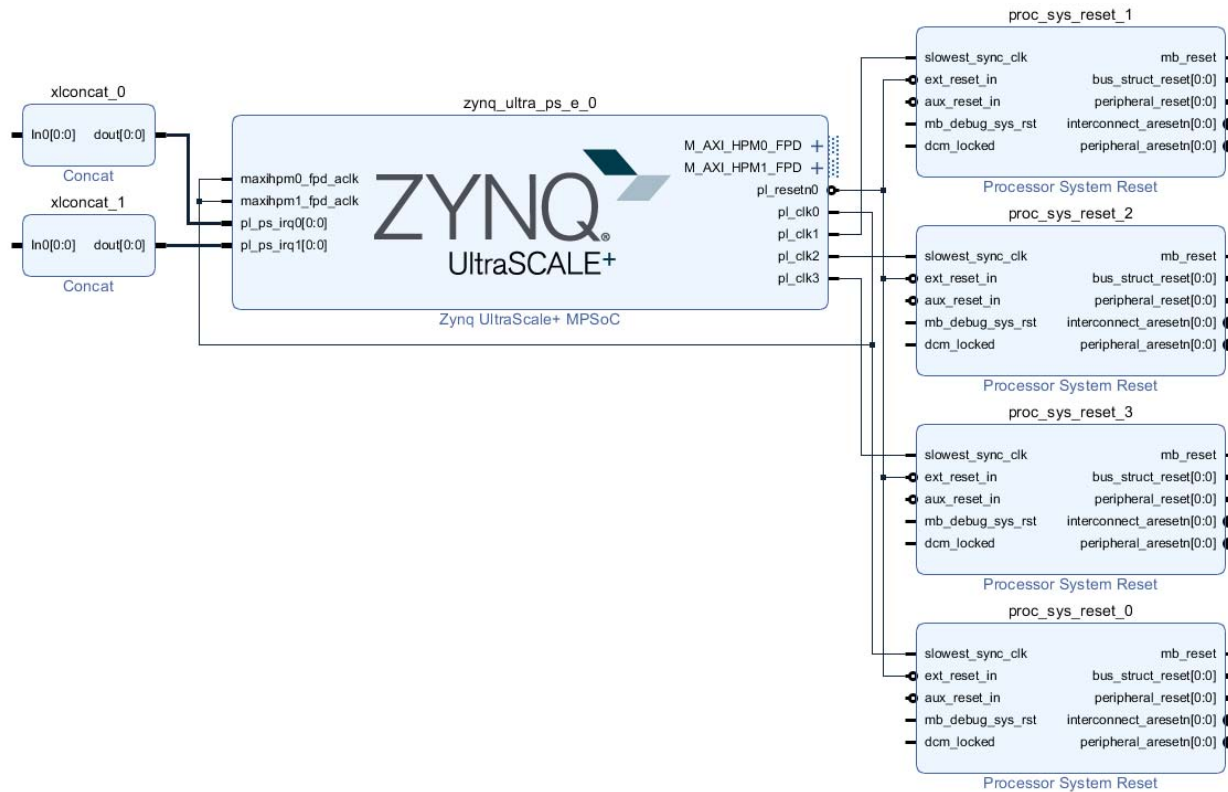 xlconcat_0
In0[0:0] dout[0:0]
Concat
xlconcat_1
In0[0:0] dout[0:0]
Concat
zynq_ultra_ps_e_0
maxihpm0_fpd_aclk
maxihpm1_fpd_aclk
pl_ps_irq0[0:0]
pl_ps_irq1[0:0]
ZYNQ®
UltraSCALE+
M_AXI_HPM0_FPD
M_AXI_HPM1_FPD
pl_resetn0
pl_clk0
pl_clk1
pl_clk2
pl_clk3
Zynq UltraScale+ MPSoC
proc_sys_reset_1
slowest_sync_clk mb_reset
ext_reset_in bus_struct_reset[0:0]
aux_reset_in peripheral_reset[0:0]
mb_debug_sys_rst interconnect_aresetn[0:0]
dcm_locked peripheral_aresetn[0:0]
Processor System Reset
proc_sys_reset_2
slowest_sync_clk mb_reset
ext_reset_in bus_struct_reset[0:0]
aux_reset_in peripheral_reset[0:0]
mb_debug_sys_rst interconnect_aresetn[0:0]
dcm_locked peripheral_aresetn[0:0]
Processor System Reset
proc_sys_reset_3
slowest_sync_clk mb_reset
ext_reset_in bus_struct_reset[0:0]
aux_reset_in peripheral_reset[0:0]
mb_debug_sys_rst interconnect_aresetn[0:0]
dcm_locked peripheral_aresetn[0:0]
Processor System Reset
proc_sys_reset_0
slowest_sync_clk mb_reset
ext_reset_in bus_struct_reset[0:0]
aux_reset_in peripheral_reset[0:0]
mb_debug_sys_rst interconnect_aresetn[0:0]
dcm_locked peripheral_aresetn[0:0]
Processor System Reset